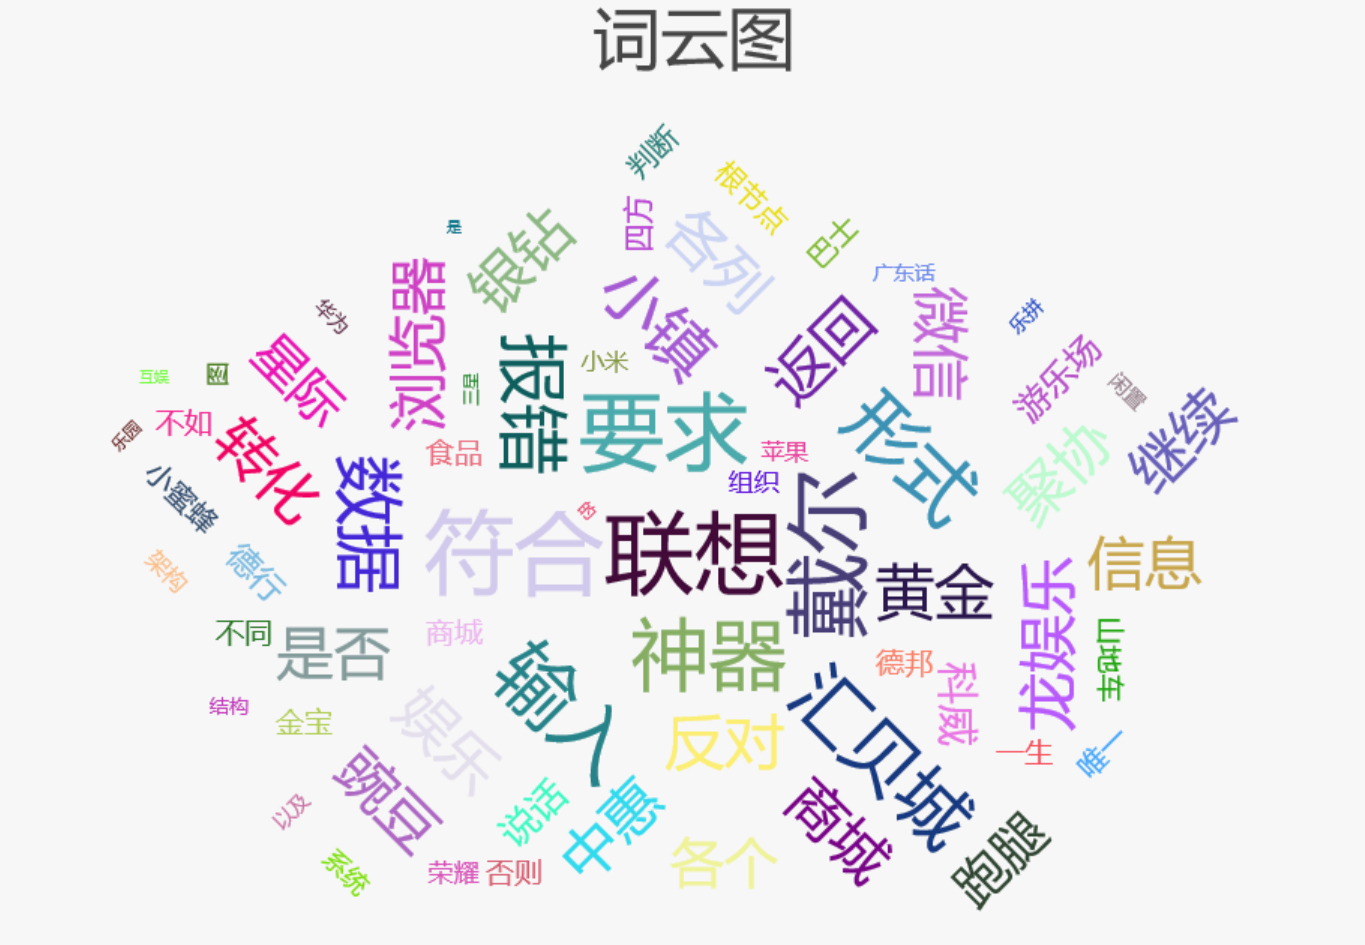 词云图
判断
根节点
四方
是
银钻
各列
巴士
广东话
浏览器
小镇
微信
华为
返回
乐拼
星际
报错
小米
互娱
图
三星
要求
形式
游乐场
闲置
不如
乐园
转化
食品
苹果
聚协
继续
小蜜蜂
数据
组织
的
符合
联想
戴尔
黄金
信息
架构
德行
龙娱乐
不同
是否
商城
神器
德邦
山地车
输入
科威
结构
金宝
娱乐
反对
汇贝城
一生
豌豆
以及
说话
中惠
商城
各个
跑腿
系统
荣耀
否则